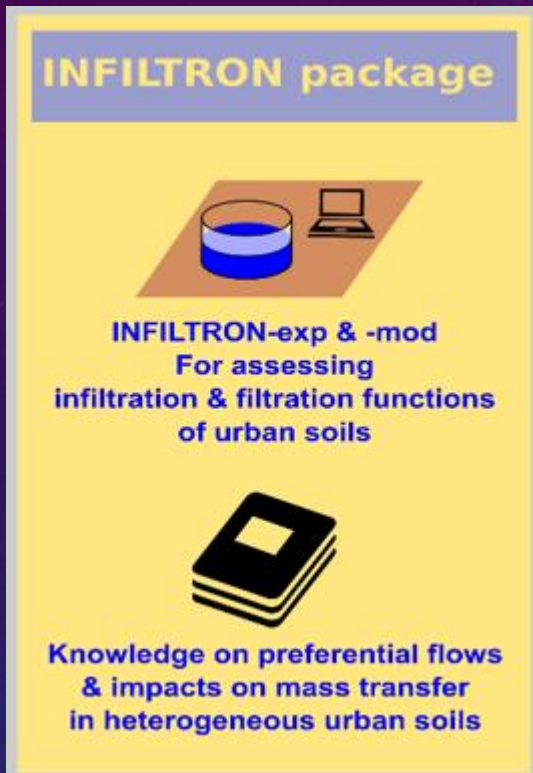 INFILTRON package
INFILTRON-exp & -mod
For assessing
infiltration & filtration functions
of urban soils
Knowledge on preferential flows
& impacts on mass transfer
in heterogeneous urban soils